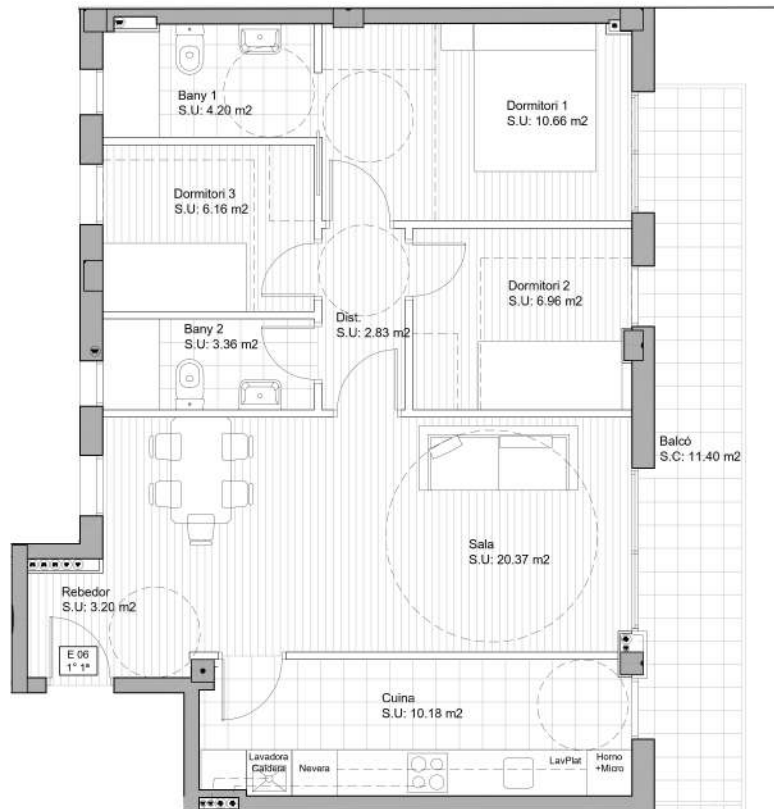 Bany 1
S.U: 4.20 m2
Dormitori 1
S.U: 10.66 m2
Dormitori 3
S.U: 6.16 m2
Dormitori 2
S.U: 6.96 m2
Dist.
S.U: 2.83 m2
Bany 2
S.U: 3.36 m2
Balcó
S.C: 11.40 m2
Sala
S.U: 20.37 m2
Rebedor
S.U: 3.20 m2
E 06
1° 1ª
Cuina
S.U: 10.18 m2
Lavadora
Caldera
Nevera
LavPlat
Horno
+Micro